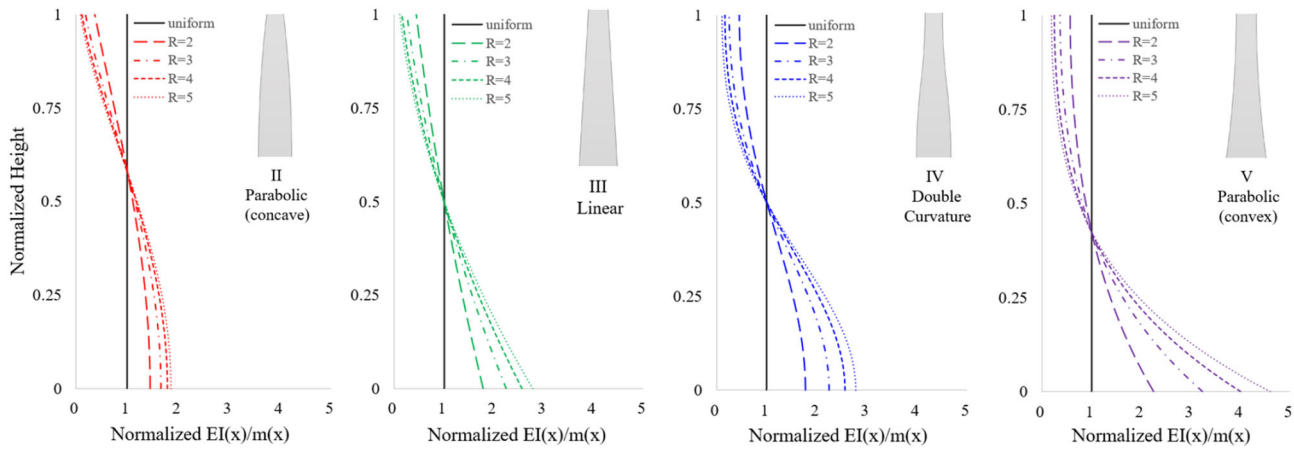 Normalized Height
1
0.75
0.5
0.25
0
0
1
2
3
4
5
Normalized EI(x)/m(x)
uniform
R=2
R=3
R=4
R=5
II
Parabolic
(concave)
1
0.75
0.5
0.25
0
0
1
2
3
4
5
Normalized EI(x)/m(x)
uniform
R=2
R=3
R=4
R=5
III
Linear
1
0.75
0.5
0.25
0
0
1
2
3
4
5
Normalized EI(x)/m(x)
uniform
R=2
R=3
R=4
R=5
IV
Double
Curvature
1
0.75
0.5
0.25
0
0
1
2
3
4
5
Normalized EI(x)/m(x)
uniform
R=2
R=3
R=4
R=5
V
Parabolic
(convex)